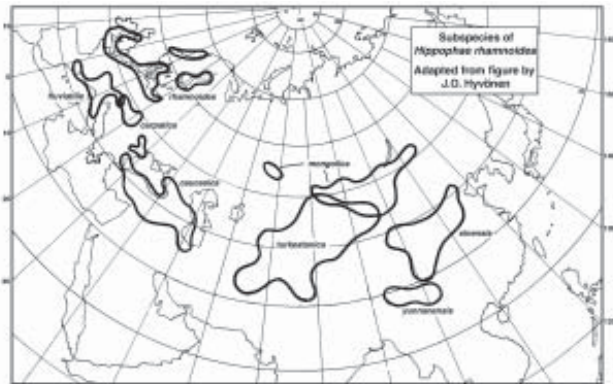 Subspecies of
Hippophae rhamnoides
Adapted from figure by
J.O. Hyvönen
fluviatilis
rhamnoides
carpatica
caucasica
mongolica
turkestanica
sinensis
yunnanensis